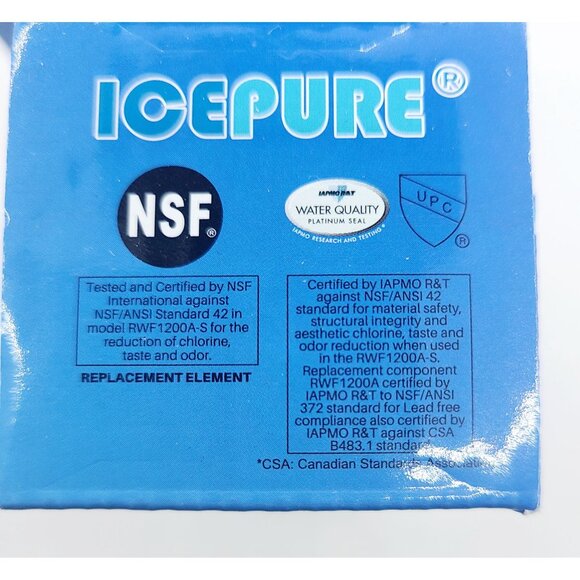 ICEPURE®
NSF®
IAPMO R&T
WATER QUALITY
PLATINUM SEAL
IAPMO RESEARCH AND TESTING
UPC
®
Tested and Certified by NSF
International against
NSF/ANSI Standard 42 in
model RWF1200A-S for the
reduction of chlorine,
taste and odor.
REPLACEMENT ELEMENT
Certified by IAPMO R&T
against NSF/ANSI 42
standard for material safety,
structural integrity and
aesthetic chlorine, taste and
odor reduction when used
in the RWF1200A-S.
Replacement component
RWF1200A certified by
IAPMO R&T to NSF/ANSI
372 standard for Lead free
compliance also certified by
IAPMO R&T against CSA
B483.1 standard
*CSA: Canadian Standards Associatio